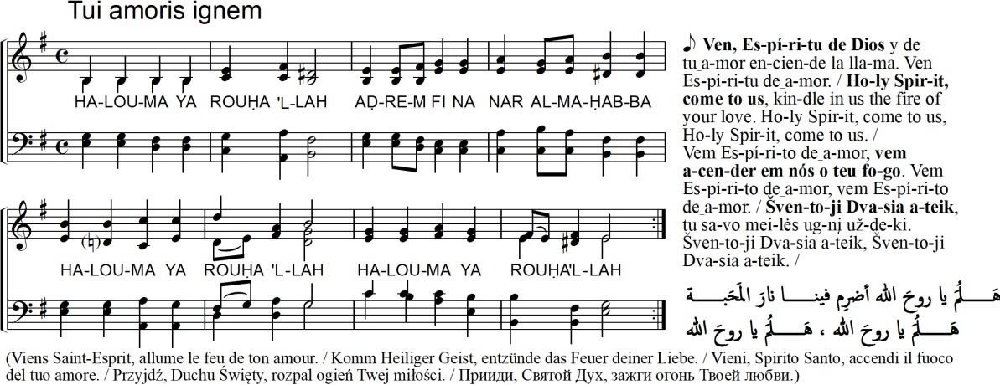 Tui amoris ignem
HA-LOU-MA YA ROUḤA 'L-LAH AḌ-RE-M FI NA NAR AL-MA-ḤAB-BA
HA-LOU-MA YA ROUḤA 'L-LAH HA-LOU-MA YA ROUḤA'L-LAH
Ven, Es-pí-ri-tu de Dios y de
tu_a-mor en-cien-de la lla-ma. Ven
Es-pí-ri-tu de_a-mor. / Ho-ly Spir-it,
come to us, kin-dle in us the fire of
your love. Ho-ly Spir-it, come to us,
Ho-ly Spir-it, come to us. /
Vem Es-pí-ri-to de_a-mor, vem
a-cen-der em nós o teu fo-go. Vem
Es-pí-ri-to de_a-mor, vem Es-pí-ri-to
de_a-mor. / Šven-to-ji Dva-sia a-teik,
tu sa-vo mei-lės ug-nį už-de-ki.
Šven-to-ji Dva-sia a-teik, Šven-to-ji
Dva-sia a-teik. /
هَـــلُمَّ يا روحَ الله أضرِم فينـــا نارَ المَحَبـــة
هَـــلُمَّ يا روحَ الله ، هَـــلُمَّ يا روحَ الله
(Viens Saint-Esprit, allume le feu de ton amour. / Komm Heiliger Geist, entzünde das Feuer deiner Liebe. / Vieni, Spirito Santo, accendi il fuoco
del tuo amore. / Przyjdź, Duchu Święty, rozpal ogień Twej miłości. / Прииди, Святой Дух, зажги огонь Твоей любви.)